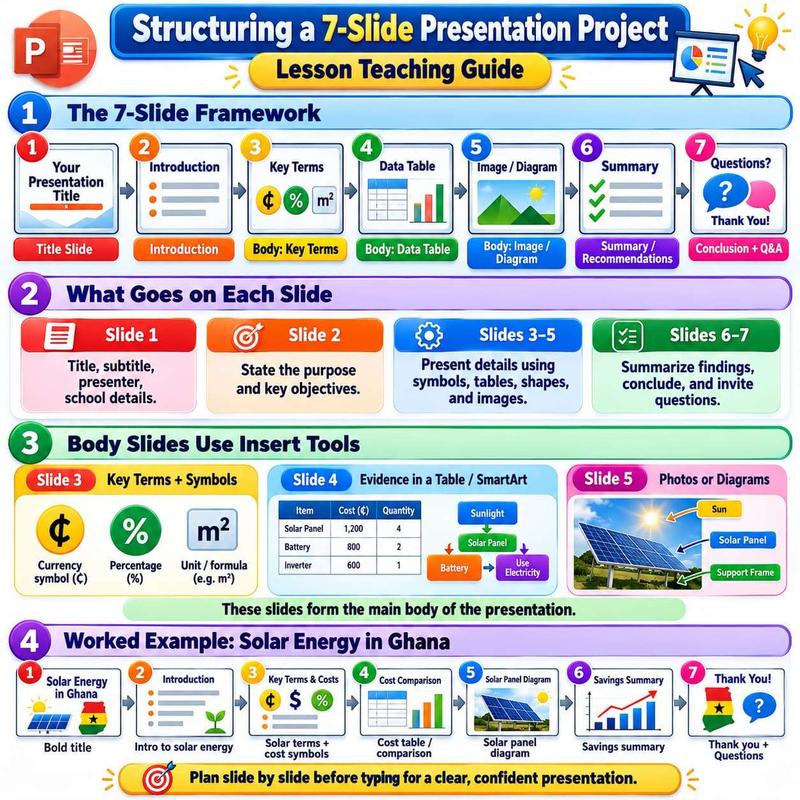 P
Structuring a 7-Slide Presentation Project
Lesson Teaching Guide
1 The 7-Slide Framework
1
Your
Presentation
Title
Title Slide
2
Introduction
Introduction
3
Key Terms
₵ % m²
Body: Key Terms
4
Data Table
Body: Data Table
5
Image / Diagram
Body: Image /
Diagram
6
Summary
Summary /
Recommendations
7
Questions?
?
Thank You!
Conclusion + Q&A
2 What Goes on Each Slide
Slide 1
Title, subtitle,
presenter,
school details.
Slide 2
State the purpose
and key objectives.
Slides 3–5
Present details using
symbols, tables, shapes,
and images.
Slides 6–7
Summarize findings,
conclude, and invite
questions.
3 Body Slides Use Insert Tools
Slide 3 Key Terms + Symbols
₵ % m²
Currency
symbol (₵)
Percentage
(%)
Unit / formula
(e.g. m²)
Slide 4 Evidence in a Table / SmartArt
Item Cost (₵) Quantity
Solar Panel 1,200 4
Battery 800 2
Inverter 600 1
Sunlight
Solar Panel
Battery
Use
Electricity
Slide 5 Photos or Diagrams
Sun
Solar Panel
Support Frame
These slides form the main body of the presentation.
4 Worked Example: Solar Energy in Ghana
1
Solar Energy
in Ghana
Bold title
2
Introduction
Intro to solar energy
3
Key Terms & Costs
₵ $ %
Solar terms +
cost symbols
4
Cost Comparison
Cost table /
comparison
5
Solar Panel Diagram
Solar panel
diagram
6
Savings Summary
Savings summary
7
Thank You!
?
Thank you +
Questions
Plan slide by slide before typing for a clear, confident presentation.